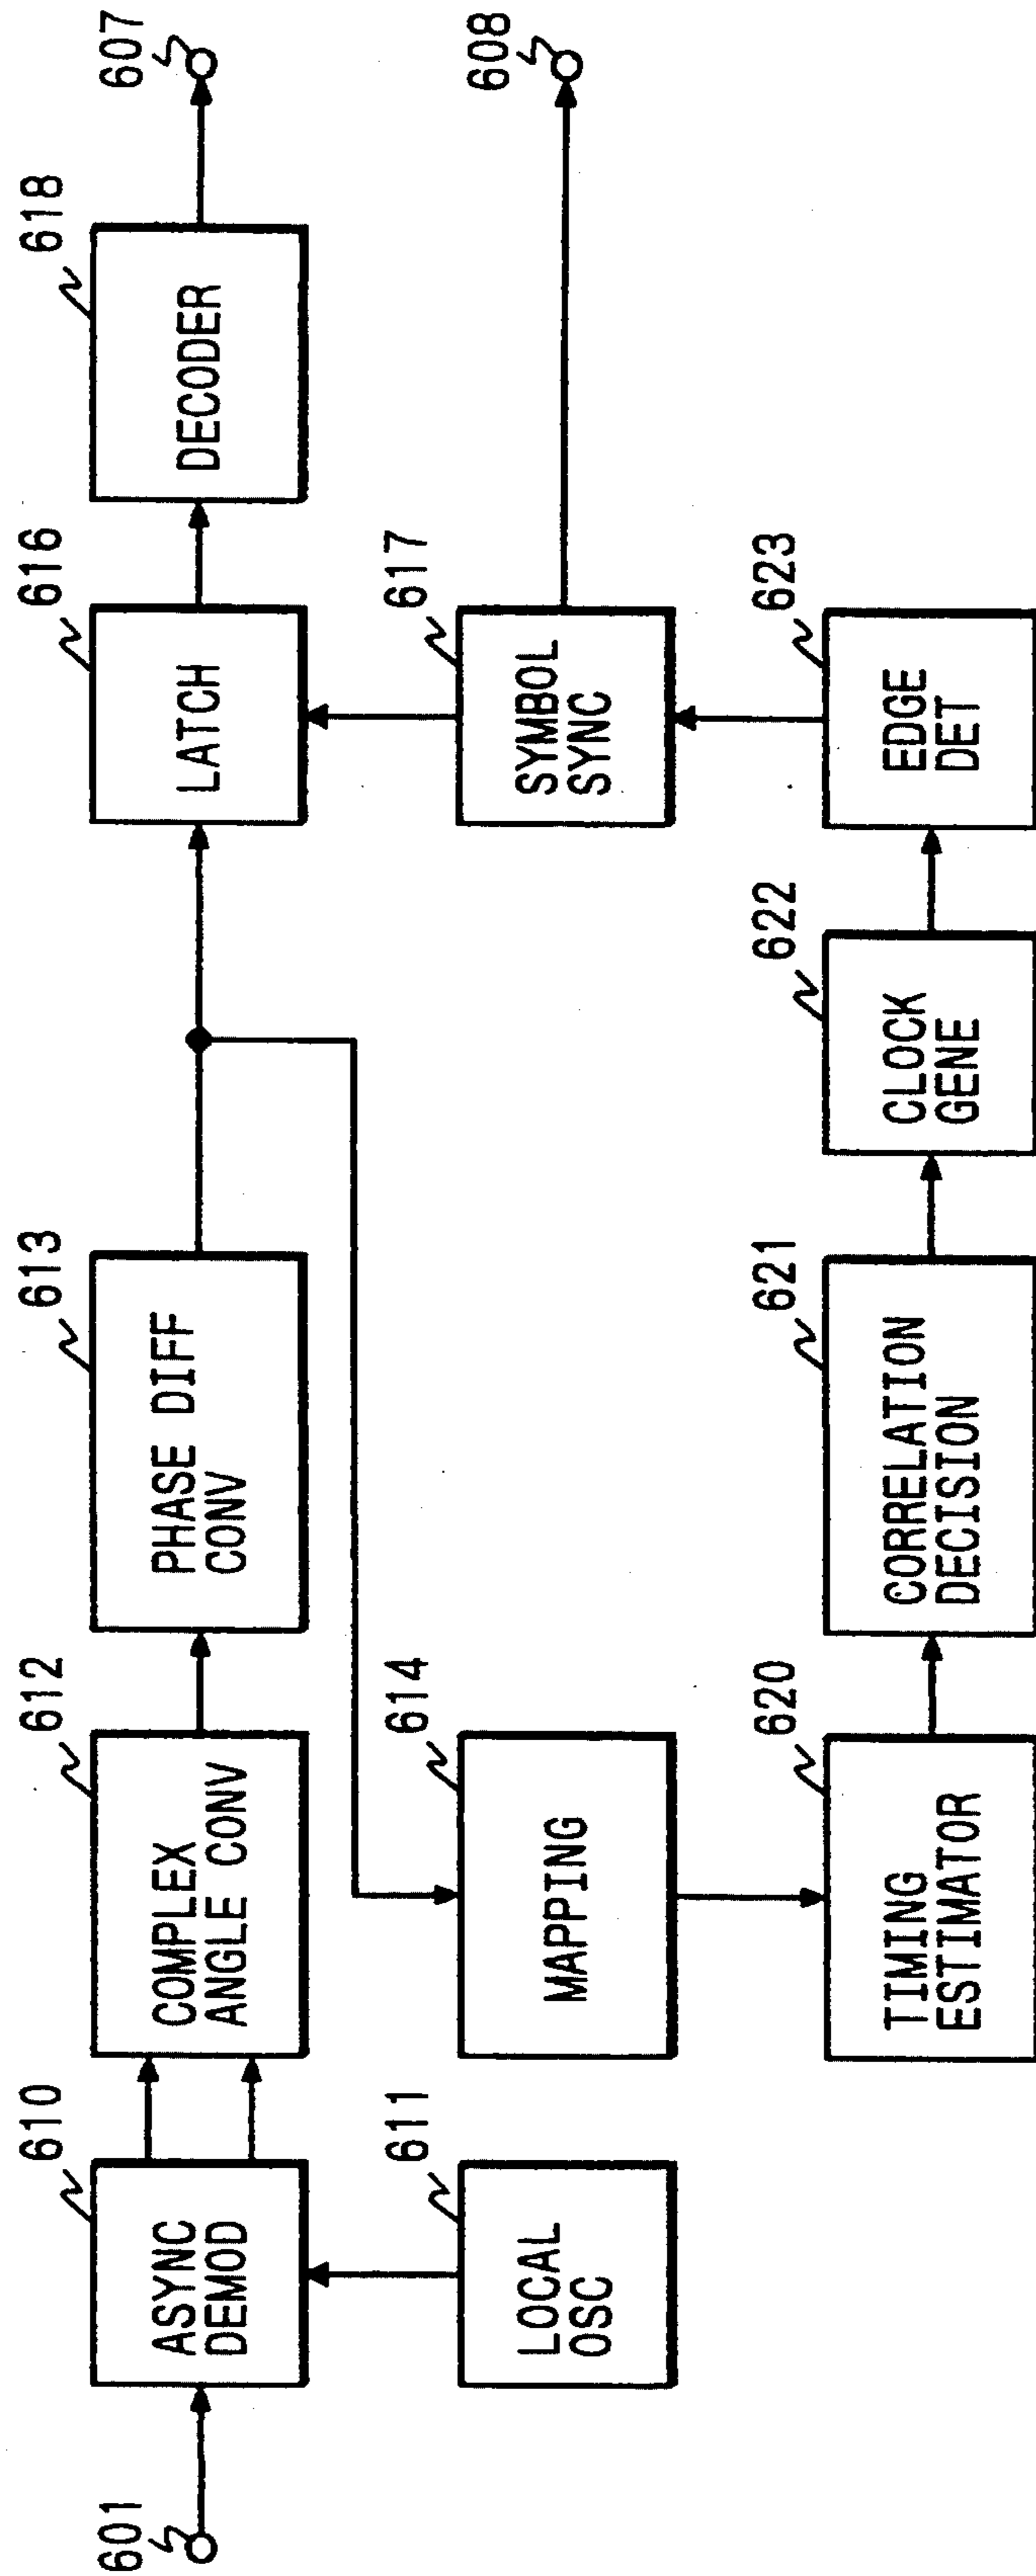 601
610
ASYNC
DEMOD
612
COMPLEX
ANGLE CONV
613
PHASE DIFF
CONV
616
LATCH
618
DECODER
607
611
LOCAL
OSC
614
MAPPING
617
SYMBOL
SYNC
608
620
TIMING
ESTIMATOR
621
CORRELATION
DECISION
622
CLOCK
GENE
623
EDGE
DET